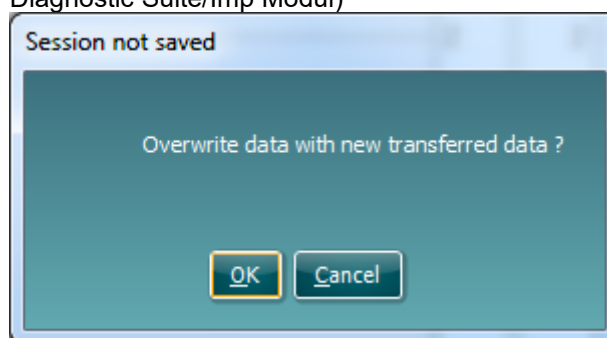 Diagnostic Suite/Imp Modul)
Session not saved
Overwrite data with new transferred data ?
OK
Cancel